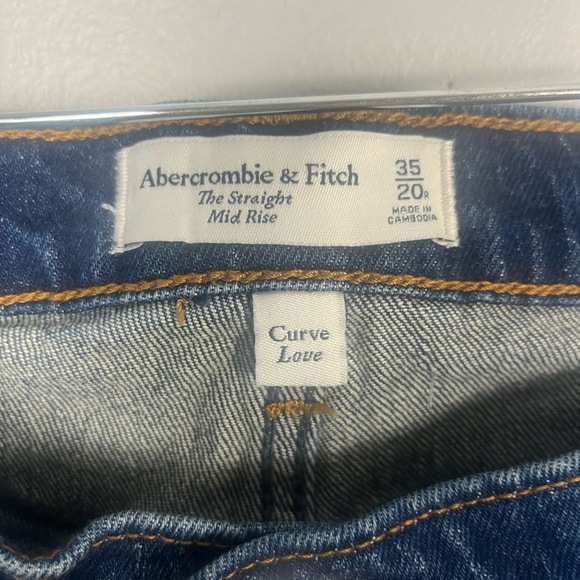 Abercrombie & Fitch
The Straight
Mid Rise
35
20R
MADE IN
CAMBODIA
Curve
Love